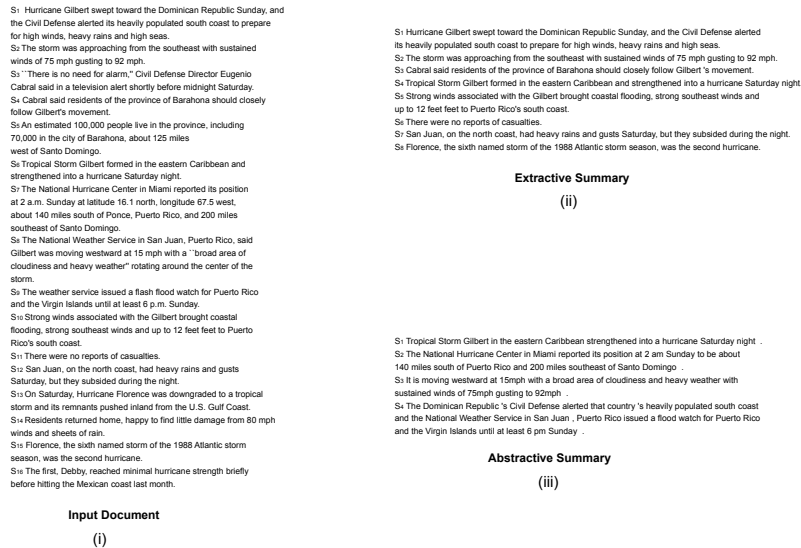 S1 Hurricane Gilbert swept toward the Dominican Republic Sunday, and
the Civil Defense alerted its heavily populated south coast to prepare
for high winds, heavy rains and high seas.
S2 The storm was approaching from the southeast with sustained
winds of 75 mph gusting to 92 mph.
S3 ``There is no need for alarm,'' Civil Defense Director Eugenio
Cabral said in a television alert shortly before midnight Saturday.
S4 Cabral said residents of the province of Barahona should closely
follow Gilbert's movement.
S5 An estimated 100,000 people live in the province, including
70,000 in the city of Barahona, about 125 miles
west of Santo Domingo.
S6 Tropical Storm Gilbert formed in the eastern Caribbean and
strengthened into a hurricane Saturday night.
S7 The National Hurricane Center in Miami reported its position
at 2 a.m. Sunday at latitude 16.1 north, longitude 67.5 west,
about 140 miles south of Ponce, Puerto Rico, and 200 miles
southeast of Santo Domingo.
S8 The National Weather Service in San Juan, Puerto Rico, said
Gilbert was moving westward at 15 mph with a ``broad area of
cloudiness and heavy weather'' rotating around the center of the
storm.
S9 The weather service issued a flash flood watch for Puerto Rico
and the Virgin Islands until at least 6 p.m. Sunday.
S10 Strong winds associated with the Gilbert brought coastal
flooding, strong southeast winds and up to 12 feet feet to Puerto
Rico's south coast.
S11 There were no reports of casualties.
S12 San Juan, on the north coast, had heavy rains and gusts
Saturday, but they subsided during the night.
S13 On Saturday, Hurricane Florence was downgraded to a tropical
storm and its remnants pushed inland from the U.S. Gulf Coast.
S14 Residents returned home, happy to find little damage from 80 mph
winds and sheets of rain.
S15 Florence, the sixth named storm of the 1988 Atlantic storm
season, was the second hurricane.
S16 The first, Debby, reached minimal hurricane strength briefly
before hitting the Mexican coast last month.
Input Document
(i)
S1 Hurricane Gilbert swept toward the Dominican Republic Sunday, and the Civil Defense alerted
its heavily populated south coast to prepare for high winds, heavy rains and high seas.
S2 The storm was approaching from the southeast with sustained winds of 75 mph gusting to 92 mph.
S3 Cabral said residents of the province of Barahona should closely follow Gilbert 's movement.
S4 Tropical Storm Gilbert formed in the eastern Caribbean and strengthened into a hurricane Saturday night
S5 Strong winds associated with the Gilbert brought coastal flooding, strong southeast winds and
up to 12 feet feet to Puerto Rico's south coast.
S6 There were no reports of casualties.
S7 San Juan, on the north coast, had heavy rains and gusts Saturday, but they subsided during the night.
S8 Florence, the sixth named storm of the 1988 Atlantic storm season, was the second hurricane.
Extractive Summary
(ii)
S1 Tropical Storm Gilbert in the eastern Caribbean strengthened into a hurricane Saturday night .
S2 The National Hurricane Center in Miami reported its position at 2 am Sunday to be about
140 miles south of Puerto Rico and 200 miles southeast of Santo Domingo .
S3 It is moving westward at 15mph with a broad area of cloudiness and heavy weather with
sustained winds of 75mph gusting to 92mph .
S4 The Dominican Republic 's Civil Defense alerted that country 's heavily populated south coast
and the National Weather Service in San Juan , Puerto Rico issued a flood watch for Puerto Rico
and the Virgin Islands until at least 6 pm Sunday .
Abstractive Summary
(iii)